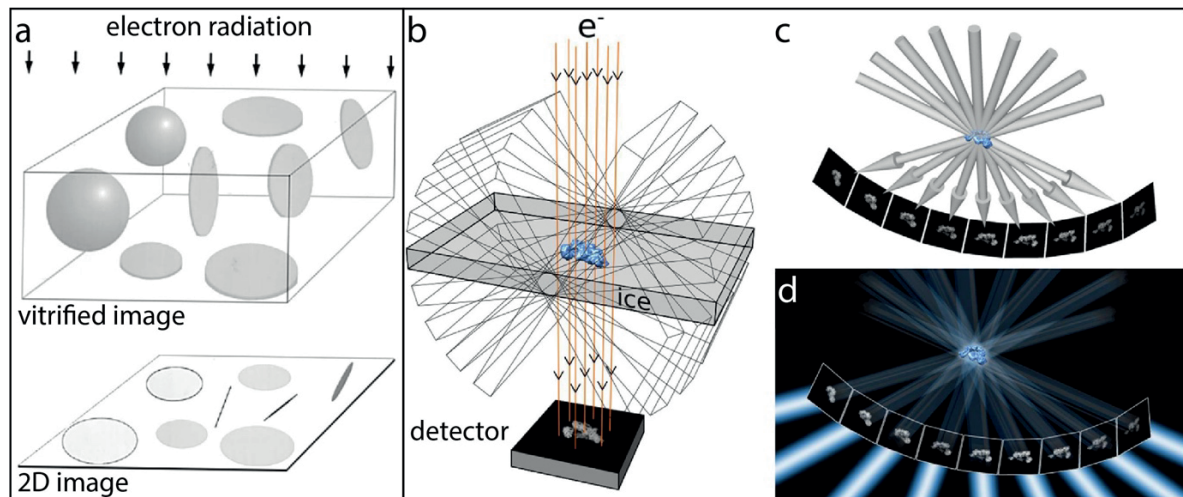 a
electron radiation
vitrified image
2D image
b
e-
ice
detector
c
d